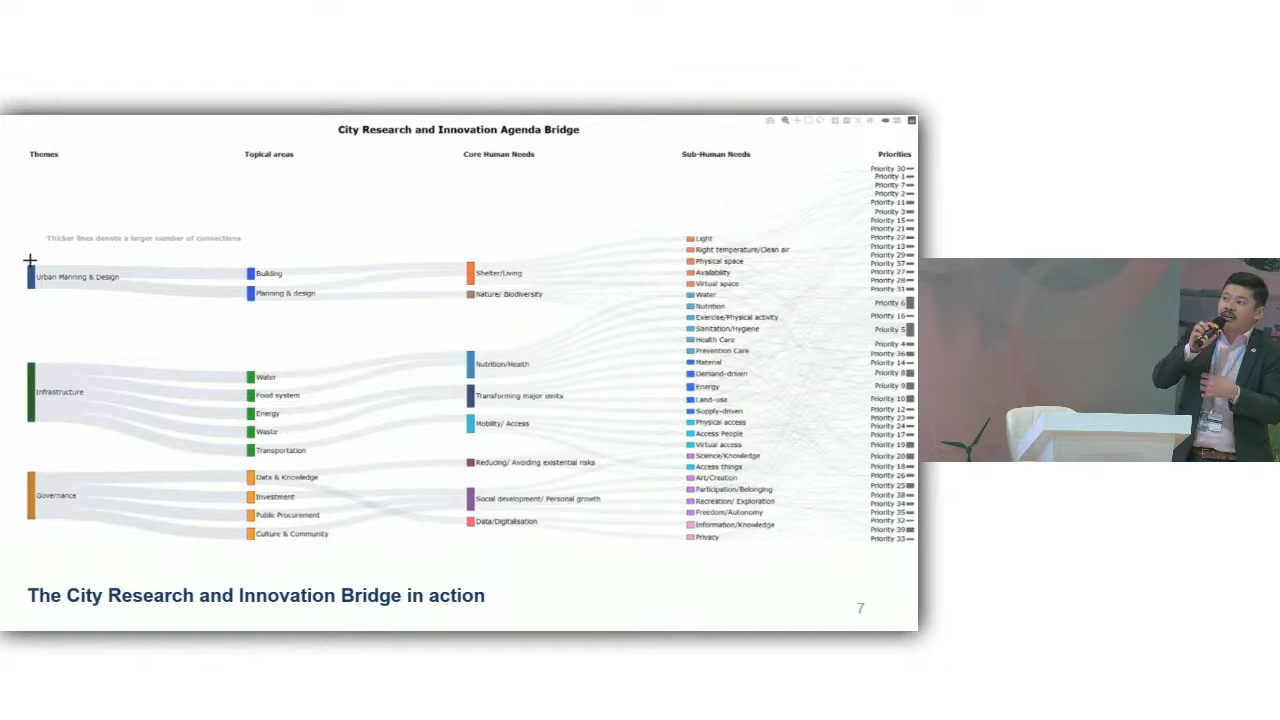 City Research and Innovation Agenda Bridge
Themes
Topical areas
Core Human Needs
Sub-Human Needs
Priorities
Thicker lines denote a larger number of connections
Urban Planning & Design
Infrastructure
Governance
Building
Planning & design
Water
Food system
Energy
Waste
Transportation
Data & Knowledge
Investment
Public Procurement
Culture & Community
Shelter/Living
Nature/ Biodiversity
Nutrition/Health
Transforming major emits
Mobility/ Access
Reducing/ Avoiding existential risks
Social development/ Personal growth
Data/Digitalisation
Light
Right temperature/Clean air
Physical space
Availability
Virtual space
Water
Nutrition
Exercise/Physical activity
Sanitation/Hygiene
Health Care
Prevention Care
Material
Demand-driven
Energy
Land-use
Supply-driven
Physical access
Access People
Virtual access
Science/Knowledge
Access things
Art/Creation
Participation/Belonging
Recreation/ Exploration
Freedom/Autonomy
Information/Knowledge
Privacy
Priority 30
Priority 1
Priority 7
Priority 2
Priority 11
Priority 3
Priority 15
Priority 21
Priority 22
Priority 13
Priority 29
Priority 37
Priority 27
Priority 28
Priority 31
Priority 6
Priority 16
Priority 5
Priority 4
Priority 36
Priority 14
Priority 8
Priority 9
Priority 10
Priority 12
Priority 23
Priority 24
Priority 17
Priority 19
Priority 20
Priority 18
Priority 26
Priority 25
Priority 38
Priority 34
Priority 35
Priority 32
Priority 39
Priority 33
The City Research and Innovation Bridge in action
7